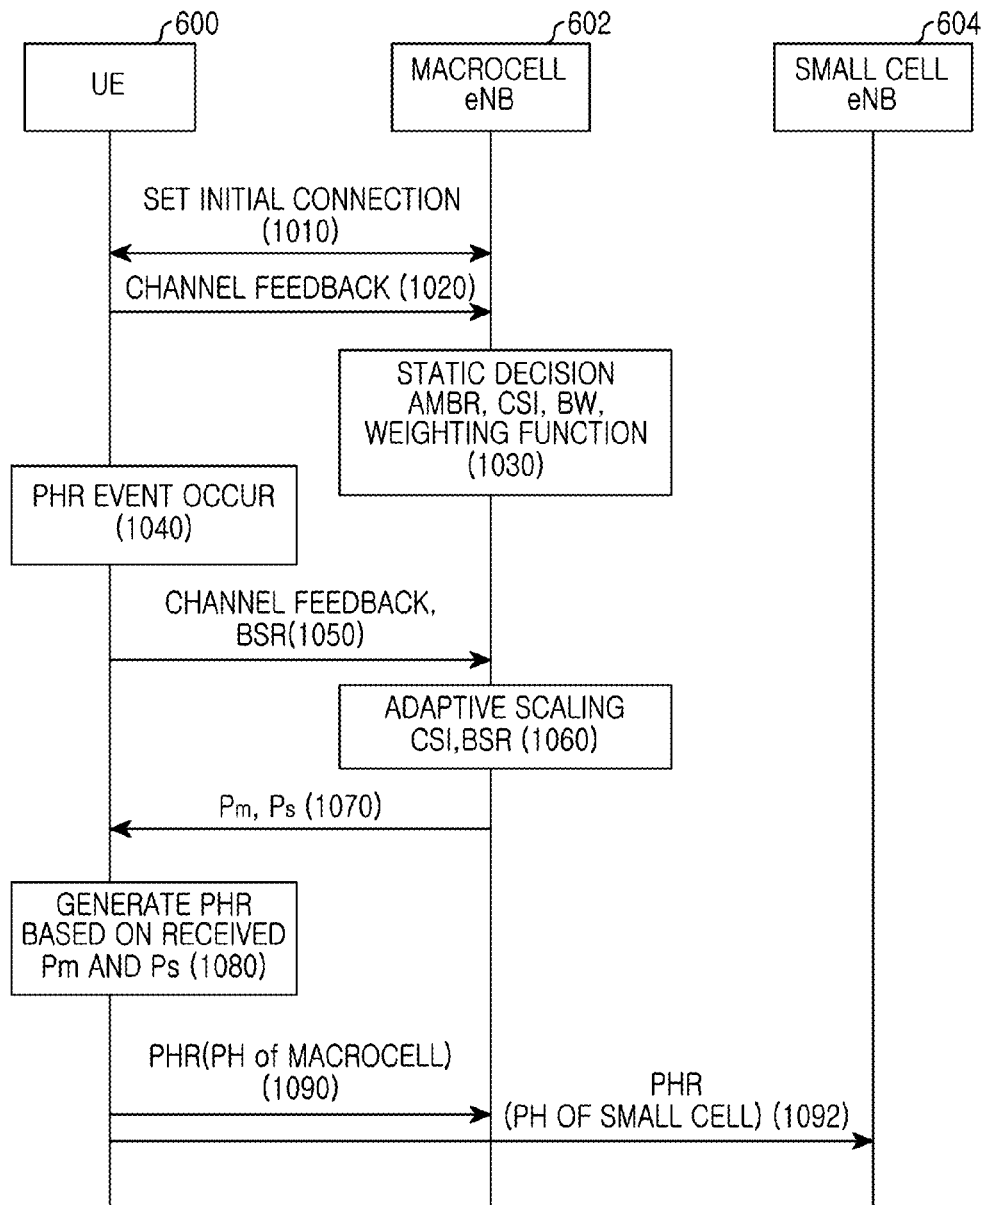 600
602
604
UE
MACROCELL
eNB
SMALL CELL
eNB
SET INITIAL CONNECTION
(1010)
CHANNEL FEEDBACK (1020)
STATIC DECISION
AMBR, CSI, BW,
WEIGHTING FUNCTION
(1030)
PHR EVENT OCCUR
(1040)
CHANNEL FEEDBACK,
BSR(1050)
ADAPTIVE SCALING
CSI,BSR (1060)
Pm, Ps (1070)
GENERATE PHR
BASED ON RECEIVED
Pm AND Ps (1080)
PHR(PH of MACROCELL)
(1090)
PHR
(PH OF SMALL CELL) (1092)